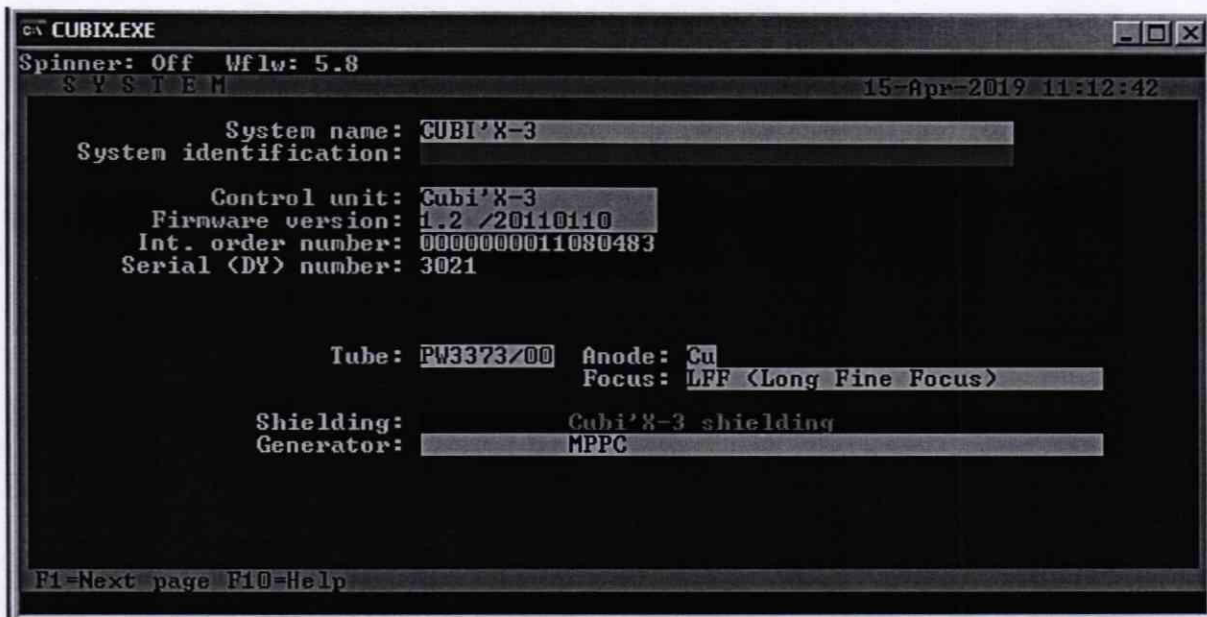 CUBIX.EXE
Spinner: Off Wflw: 5.8
SYSTEM 15-Apr-2019 11:12:42
System name: CUBI'X-3
System identification:
Control unit: Cubi'X-3
Firmware version: 1.2 /20110110
Int. order number: 0000000011080483
Serial (DY) number: 3021
Tube: PW3373/00 Anode: Cu
Focus: LFF (Long Fine Focus)
Shielding: Cubi'X-3 shielding
Generator: MPPC
F1=Next page F10=Help